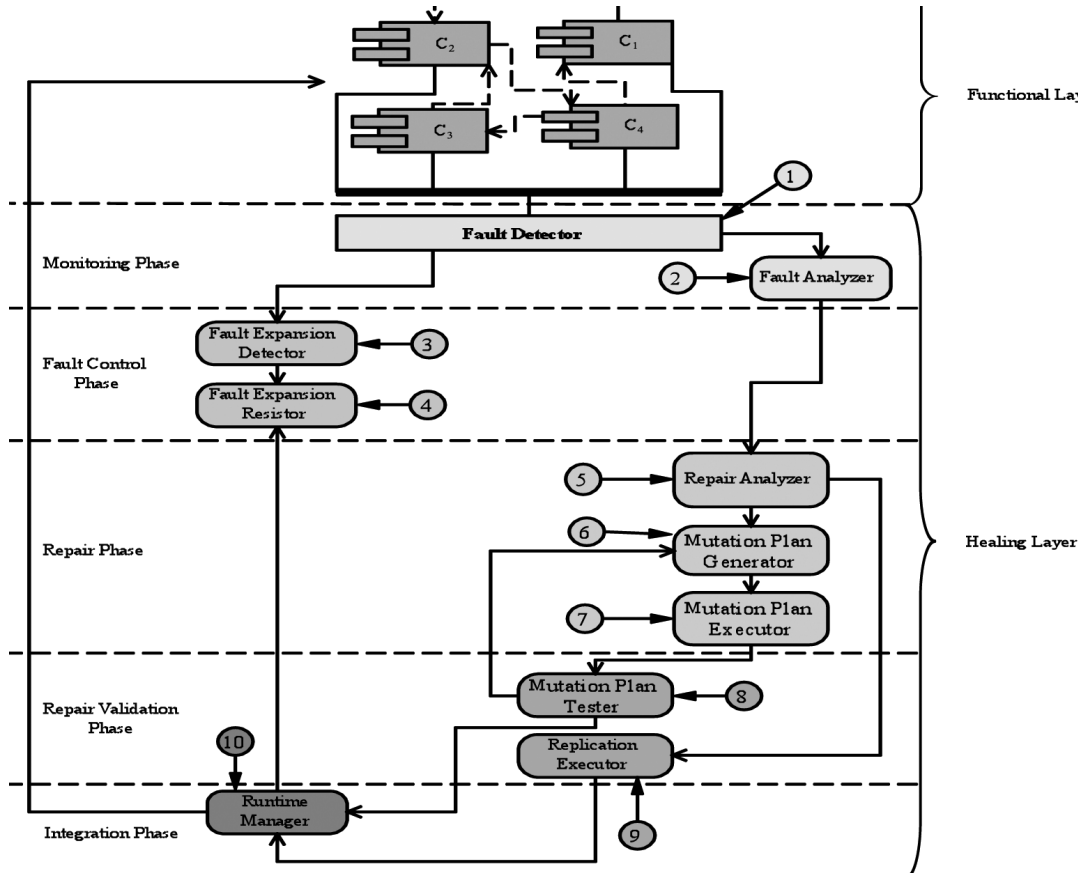 C2
C1
Functional Lay
C3
C4
1
Fault Detector
Monitoring Phase
2
Fault Analyzer
Fault Expansion
Detector
3
Fault Control
Phase
Fault Expansion
Resistor
4
5
Repair Analyzer
6
Mutation Plan
Generator
Repair Phase
Healing Layer
7
Mutation Plan
Executor
Mutation Plan
Tester
8
Repair Validation
Phase
10
Replication
Executor
Runtime
Manager
Integration Phase
9